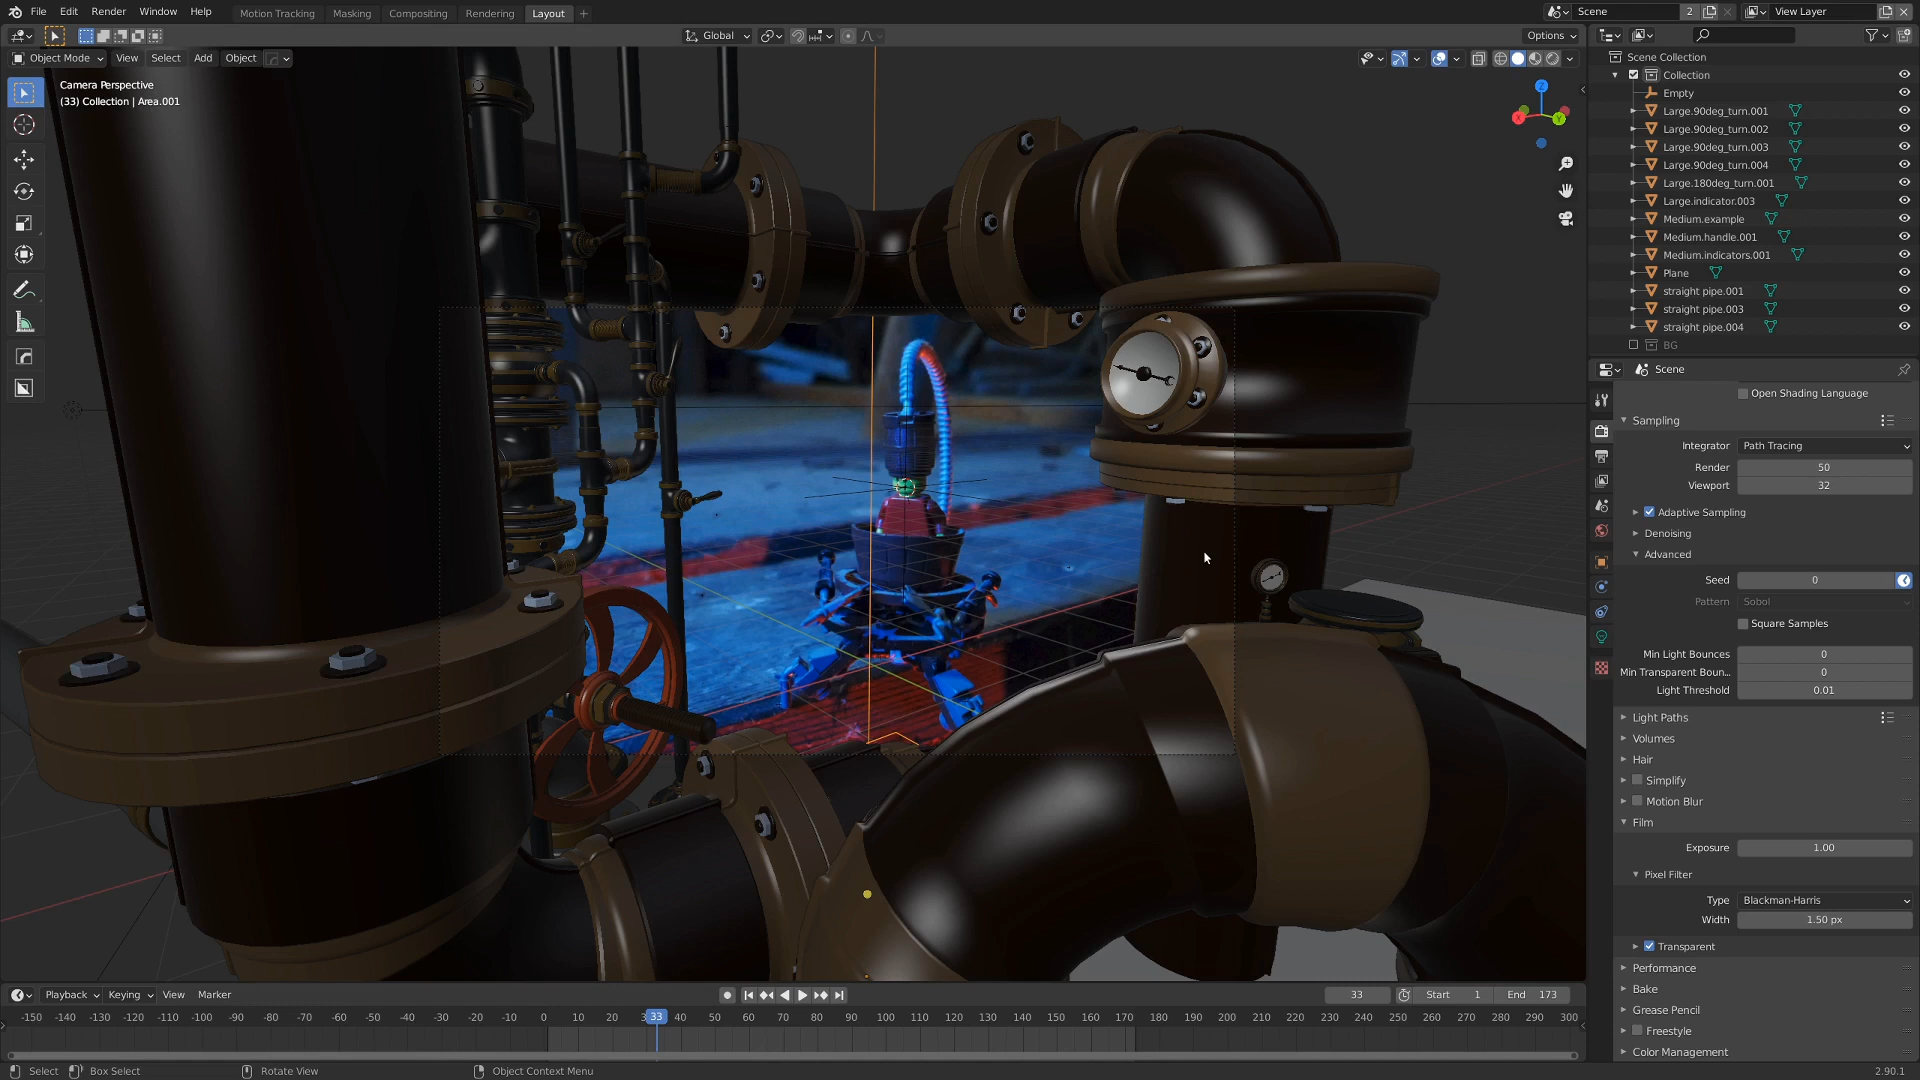 File Edit Render Window Help Motion Tracking Masking Compositing Rendering Layout + Scene 2 View Layer
Global Options
Object Mode View Select Add Object
Camera Perspective
(33) Collection | Area.001
Z
X
Y
Scene Collection
Collection
Empty
Large.90deg_turn.001
Large.90deg_turn.002
Large.90deg_turn.003
Large.90deg_turn.004
Large.180deg_turn.001
Large.indicator.003
Medium.example
Medium.handle.001
Medium.indicators.001
Plane
straight pipe.001
straight pipe.003
straight pipe.004
BG
Scene
Open Shading Language
Sampling
Integrator Path Tracing
Render 50
Viewport 32
Adaptive Sampling
Denoising
Advanced
Seed 0
Pattern Sobol
Square Samples
Min Light Bounces 0
Min Transparent Boun... 0
Light Threshold 0.01
Light Paths
Volumes
Hair
Simplify
Motion Blur
Film
Exposure 1.00
Pixel Filter
Type Blackman-Harris
Width 1.50 px
Transparent
Performance
Bake
Grease Pencil
Freestyle
Color Management
Playback Keying View Marker 33 Start 1 End 173
-150 -140 -130 -120 -110 -100 -90 -80 -70 -60 -50 -40 -30 -20 -10 0 10 20 33 40 50 60 70 80 90 100 110 120 130 140 150 160 170 180 190 200 210 220 230 240 250 260 270 280 290 300
Select Box Select Rotate View Object Context Menu 2.90.1